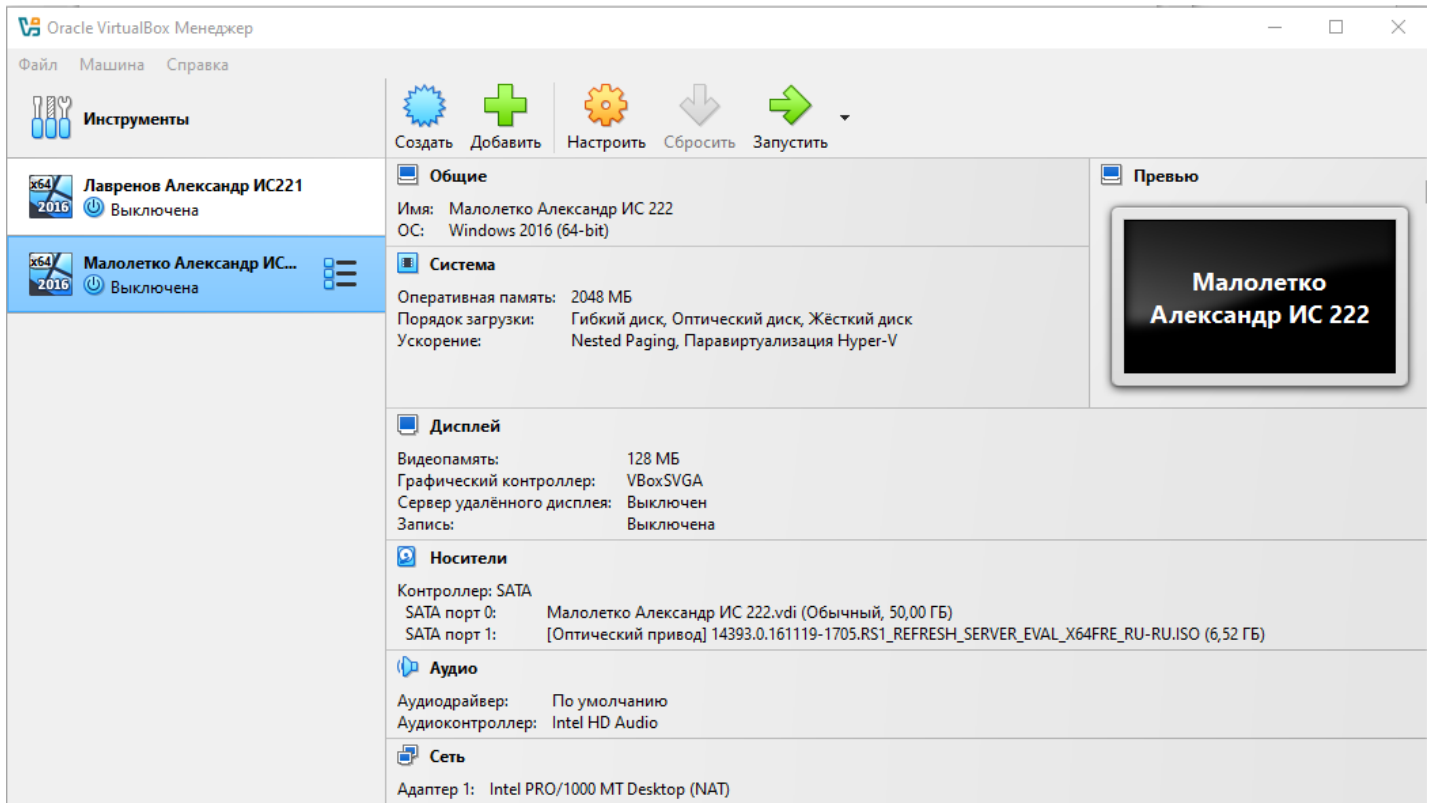 Oracle VirtualBox Менеджер
Файл Машина Справка
Инструменты
Создать Добавить Настроить Сбросить Запустить
x64 2016 Лавренов Александр ИС221
Выключена
x64 2016 Малолетко Александр ИС...
Выключена
Общие
Имя: Малолетко Александр ИС 222
ОС: Windows 2016 (64-bit)
Превью
Малолетко
Александр ИС 222
Система
Оперативная память: 2048 МБ
Порядок загрузки: Гибкий диск, Оптический диск, Жёсткий диск
Ускорение: Nested Paging, Паравиртуализация Hyper-V
Дисплей
Видеопамять: 128 МБ
Графический контроллер: VBoxSVGA
Сервер удалённого дисплея: Выключен
Запись: Выключена
Носители
Контроллер: SATA
SATA порт 0: Малолетко Александр ИС 222.vdi (Обычный, 50,00 ГБ)
SATA порт 1: [Оптический привод] 14393.0.161119-1705.RS1_REFRESH_SERVER_EVAL_X64FRE_RU-RU.ISO (6,52 ГБ)
Аудио
Аудиодрайвер: По умолчанию
Аудиоконтроллер: Intel HD Audio
Сеть
Адаптер 1: Intel PRO/1000 MT Desktop (NAT)